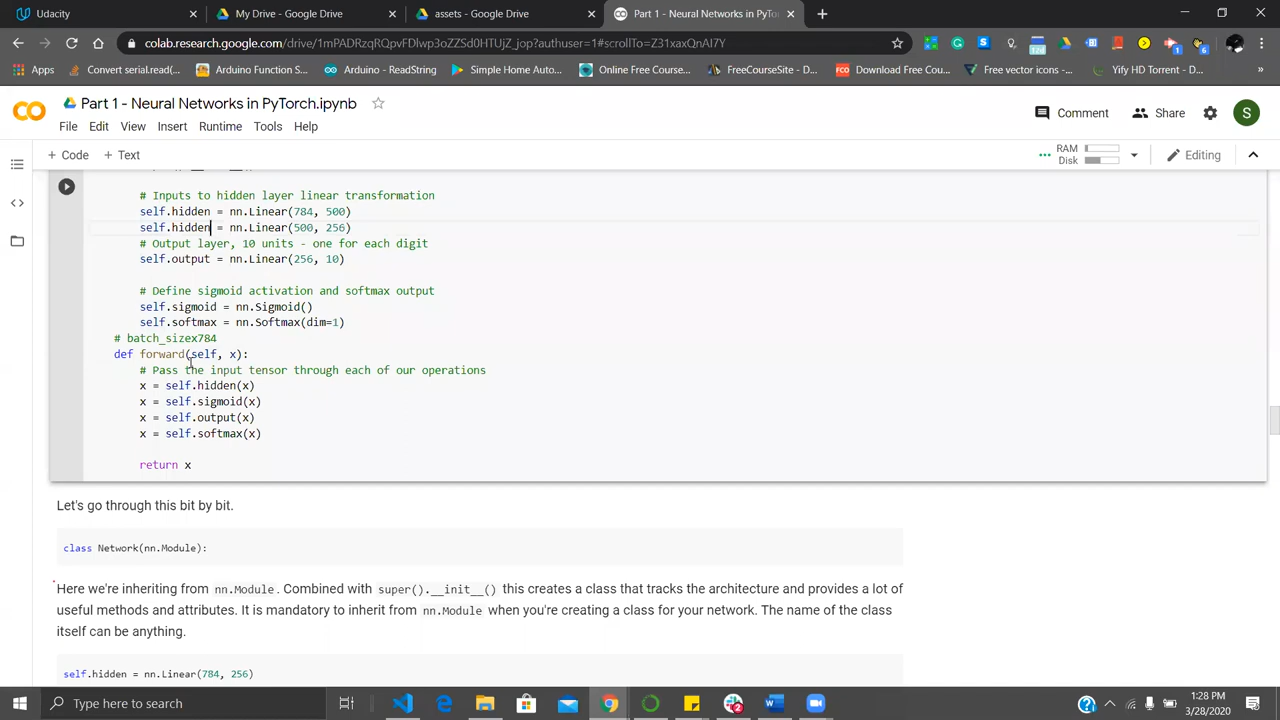 Udacity
My Drive - Google Drive
assets - Google Drive
Part 1 - Neural Networks in PyTor
colab.research.google.com/drive/1mPADRzqRQpvFDlwp3oZZSd0HTUjZ_jop?authuser=1#scrollTo=Z31xaxQnAI7Y
Apps
Convert serial.read(...
Arduino Function S...
Arduino - ReadString
Simple Home Auto...
Online Free Course...
FreeCourseSite - Do...
Download Free Cou...
Free vector icons -...
Yify HD Torrent - D...
Part 1 - Neural Networks in PyTorch.ipynb
Comment
Share
S
File Edit View Insert Runtime Tools Help
+ Code + Text
RAM
Disk
Editing
# Inputs to hidden layer linear transformation
self.hidden = nn.Linear(784, 500)
self.hidden = nn.Linear(500, 256)
# Output layer, 10 units - one for each digit
self.output = nn.Linear(256, 10)
# Define sigmoid activation and softmax output
self.sigmoid = nn.Sigmoid()
self.softmax = nn.Softmax(dim=1)
# batch_sizex784
def forward(self, x):
# Pass the input tensor through each of our operations
x = self.hidden(x)
x = self.sigmoid(x)
x = self.output(x)
x = self.softmax(x)
return x
Let's go through this bit by bit.
class Network(nn.Module):
Here we're inheriting from nn.Module. Combined with super().__init__() this creates a class that tracks the architecture and provides a lot of
useful methods and attributes. It is mandatory to inherit from nn.Module when you're creating a class for your network. The name of the class
itself can be anything.
self.hidden = nn.Linear(784, 256)
Type here to search
1:28 PM
3/28/2020